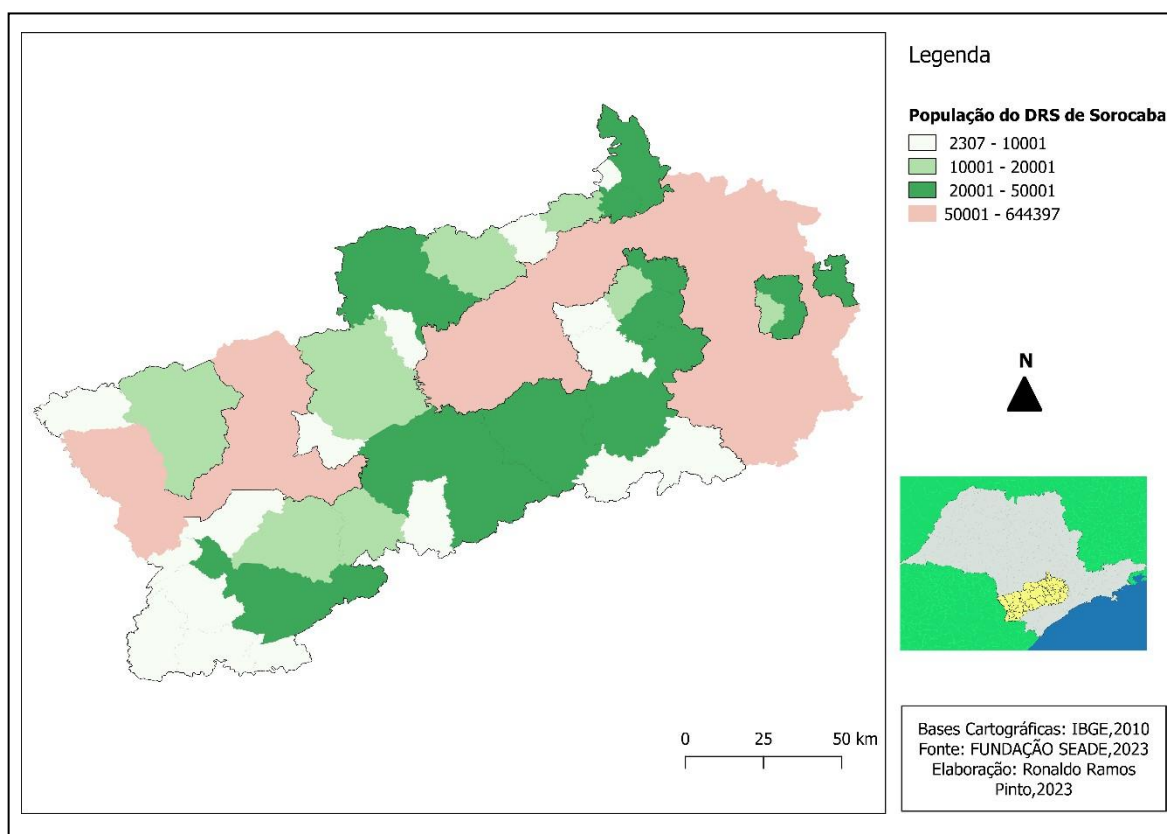 Legenda
População do DRS de Sorocaba
2307 - 10001
10001 - 20001
20001 - 50001
50001 - 644397
N
0 25 50 km
Bases Cartográficas: IBGE,2010
Fonte: FUNDAÇÃO SEADE,2023
Elaboração: Ronaldo Ramos
Pinto,2023